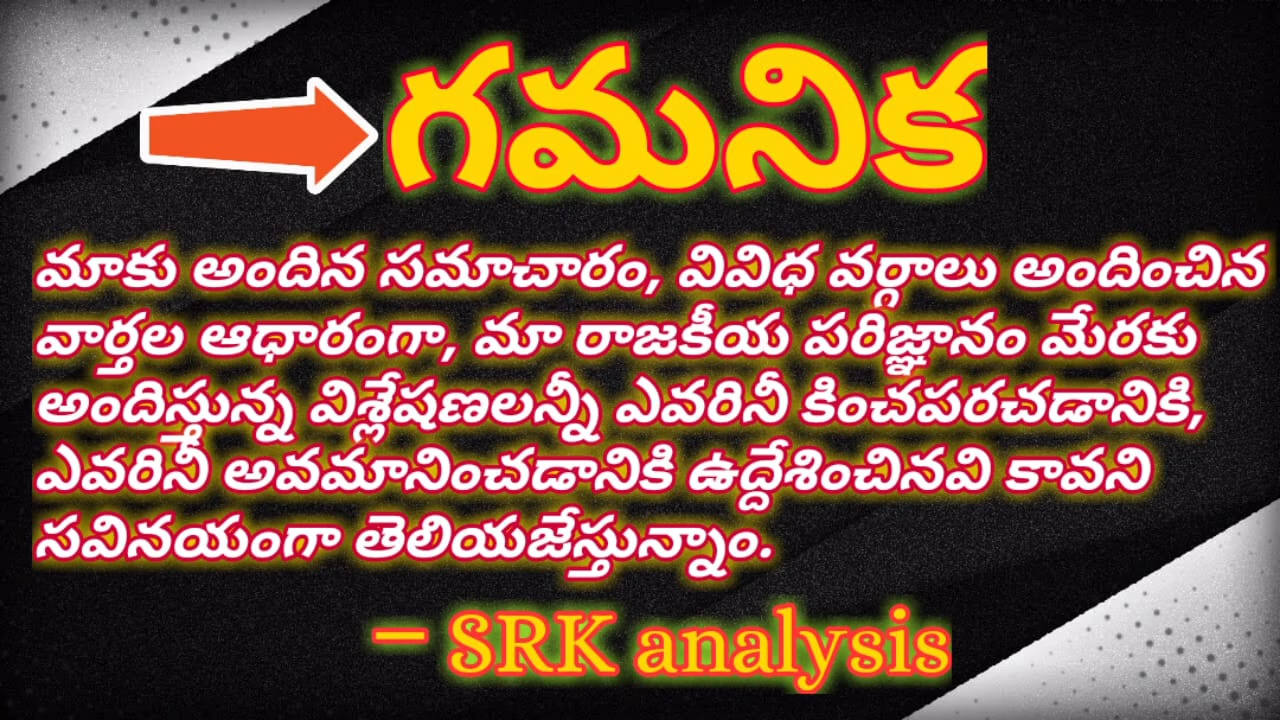 గమనిక
మాకు అందిన సమాచారం, వివిధ వర్గాలు అందించిన
వార్తల ఆధారంగా, మా రాజకీయ పరిజ్ఞానం మేరకు
అందిస్తున్న విశ్లేషణలన్నీ ఎవరినీ కించపరచడానికి,
ఎవరినీ అవమానించడానికి ఉద్దేశించినవి కావని
సవినయంగా తెలియజేస్తున్నాం.
– SRK analysis